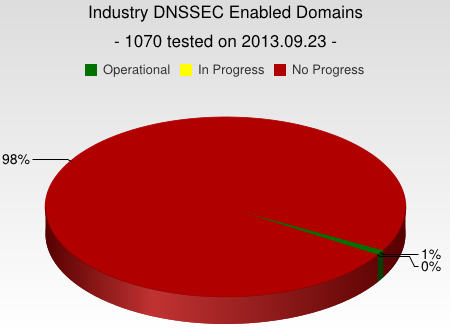 Industry DNSSEC Enabled Domains
- 1070 tested on 2013.09.23 -
Operational In Progress No Progress
98%
1%
0%